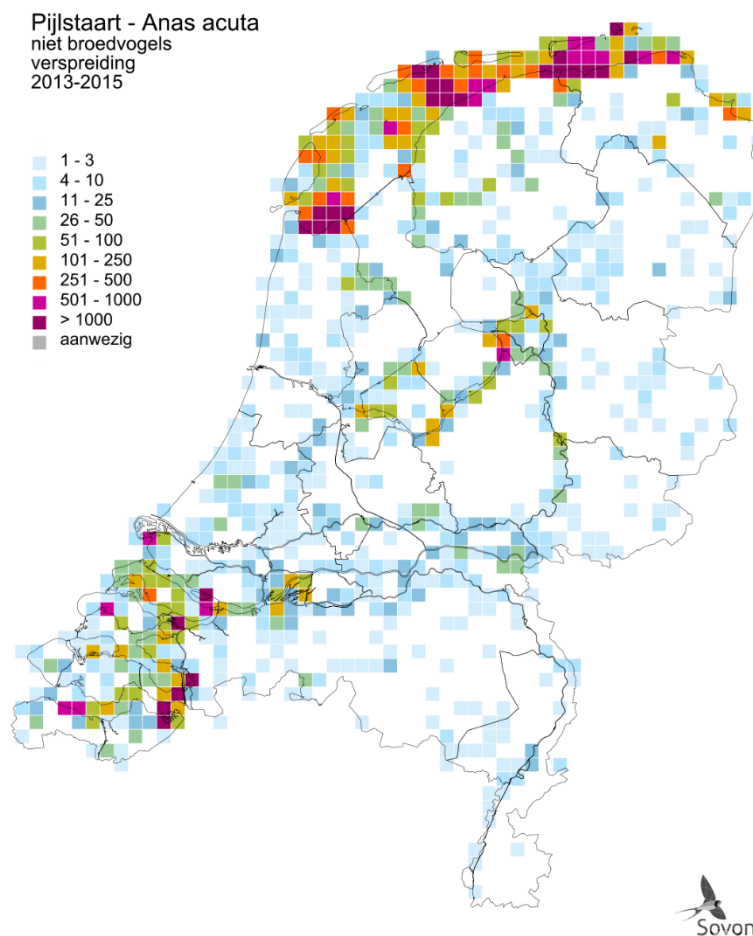 Pijlstaart - Anas acuta
niet broedvogels
verspreiding
2013-2015
1 - 3
4 - 10
11 - 25
26 - 50
51 - 100
101 - 250
251 - 500
501 - 1000
> 1000
aanwezig
Sovon